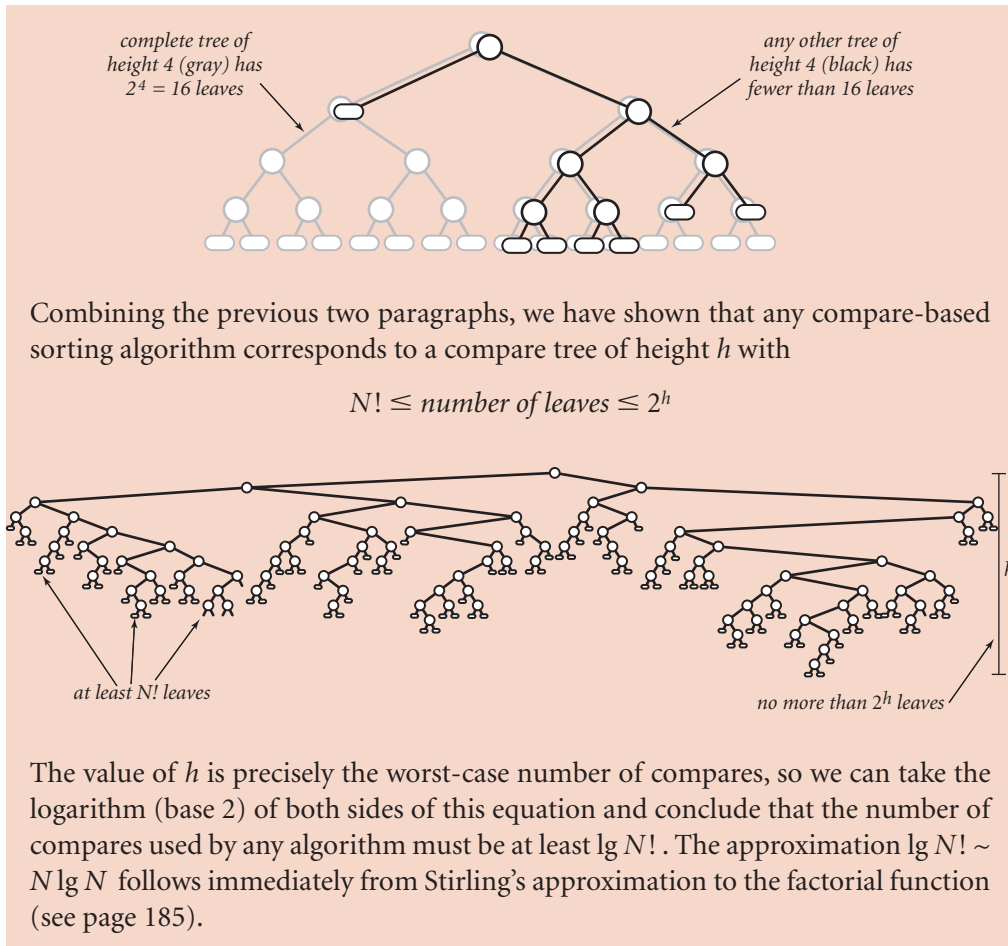 complete tree of
height 4 (gray) has
2⁴ = 16 leaves
any other tree of
height 4 (black) has
fewer than 16 leaves
Combining the previous two paragraphs, we have shown that any compare-based
sorting algorithm corresponds to a compare tree of height h with
N! ≤ number of leaves ≤ 2ʰ
h
at least N! leaves
no more than 2ʰ leaves
The value of h is precisely the worst-case number of compares, so we can take the
logarithm (base 2) of both sides of this equation and conclude that the number of
compares used by any algorithm must be at least lg N! . The approximation lg N! ~
N lg N follows immediately from Stirling’s approximation to the factorial function
(see page 185).